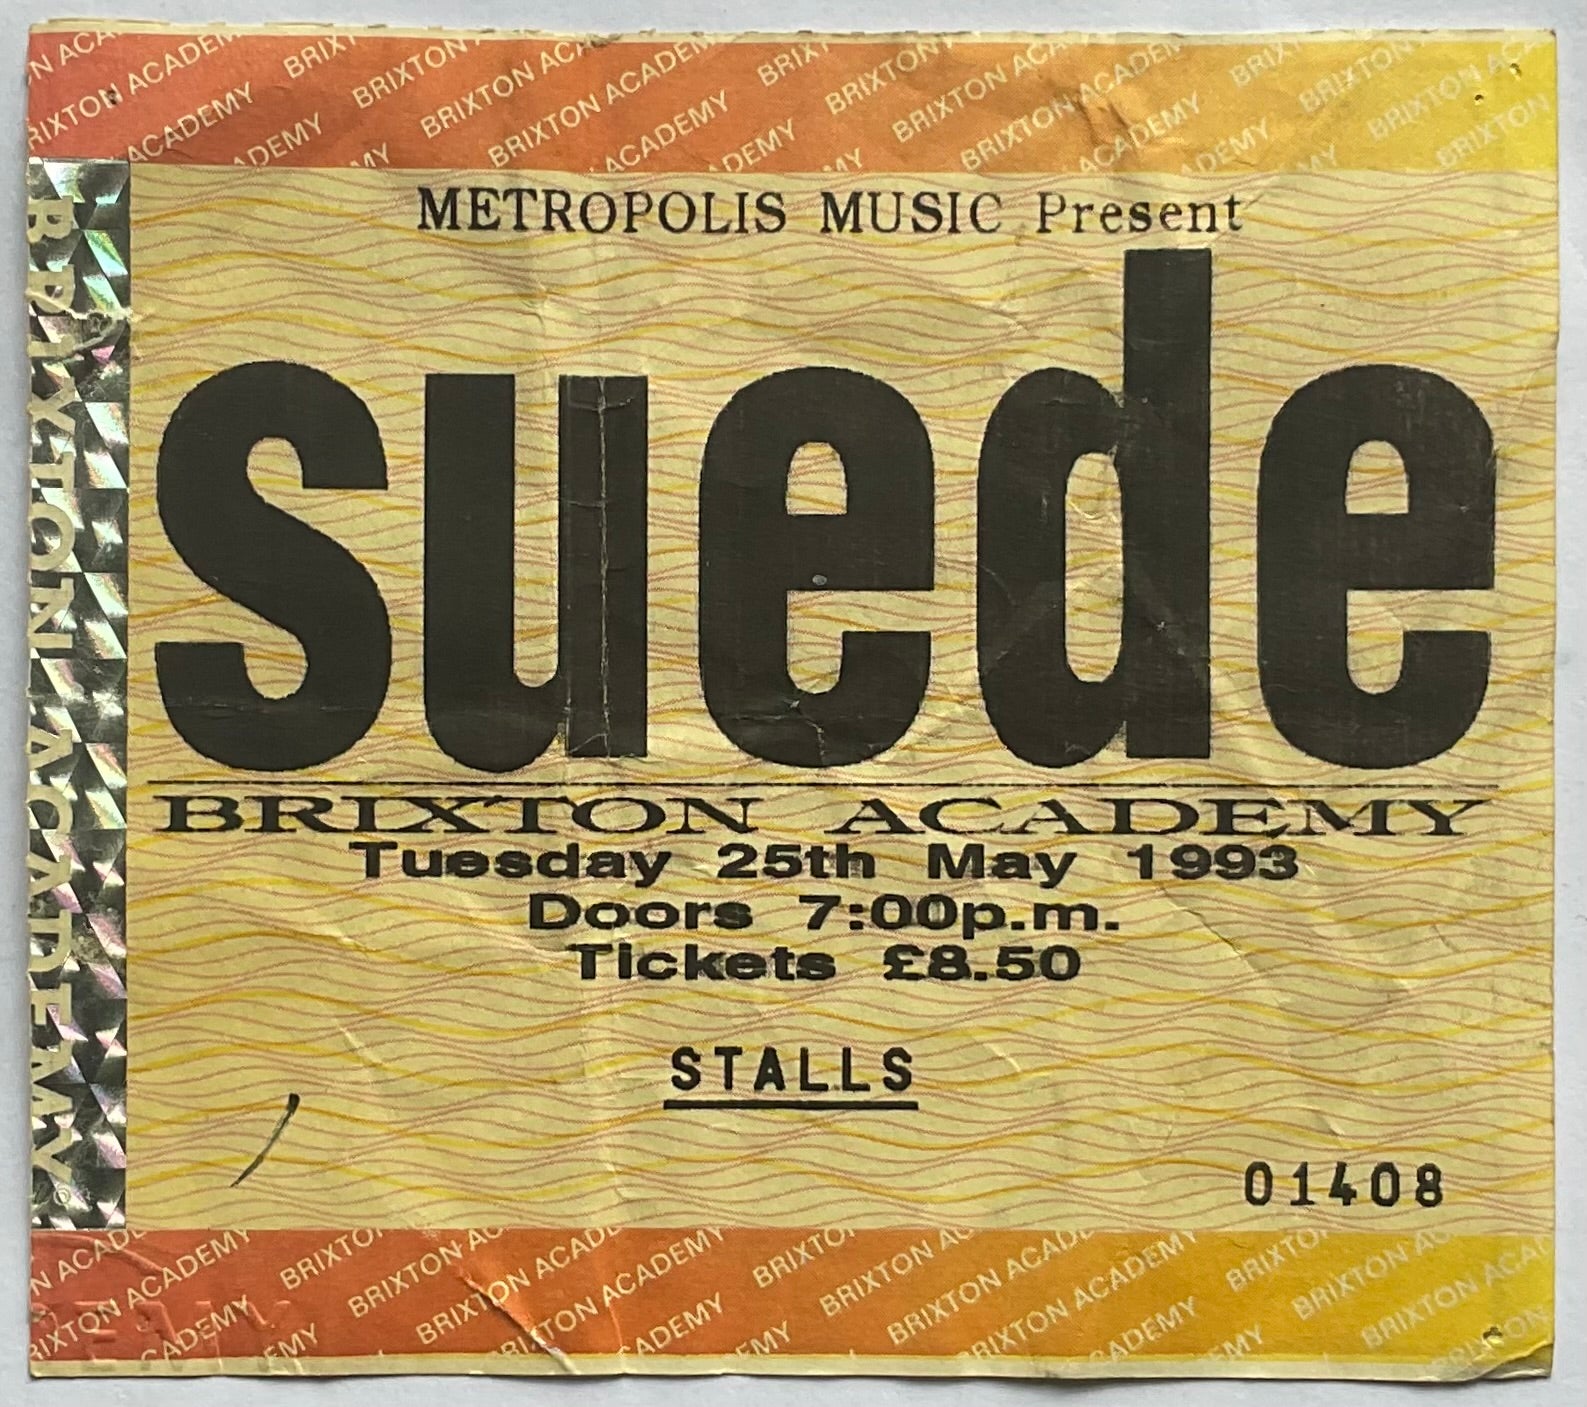 METROPOLIS MUSIC Present
suede
BRIXTON ACADEMY
Tuesday 25th May 1993
Doors 7:00p.m.
Tickets £8.50
STALLS
01408
BRIXTON ACADEMY